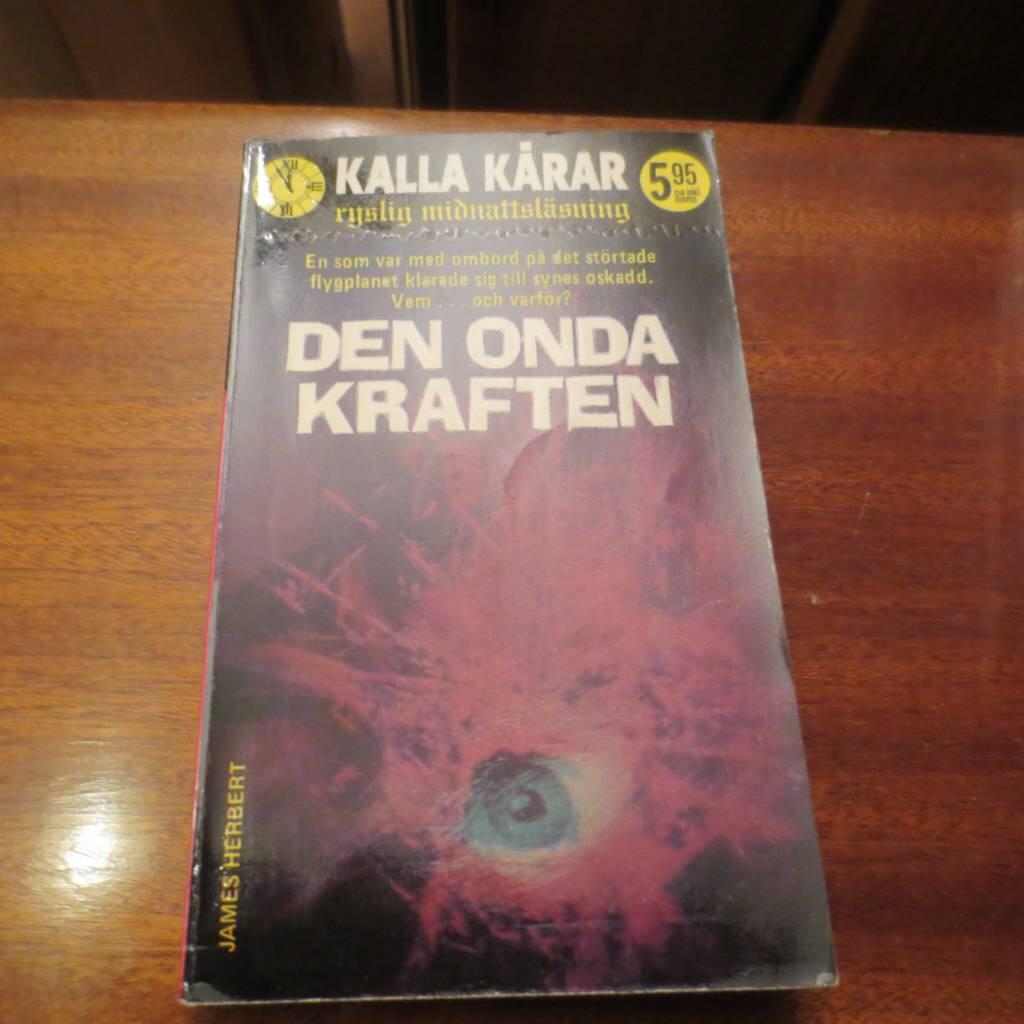 KALLA KÅRAR
ryslig midnattsläsning
5.95
En som var med ombord på det störtade
flygplanet klarade sig till synes oskadd.
Vem . . . och varför?
DEN ONDA
KRAFTEN
JAMES HERBERT